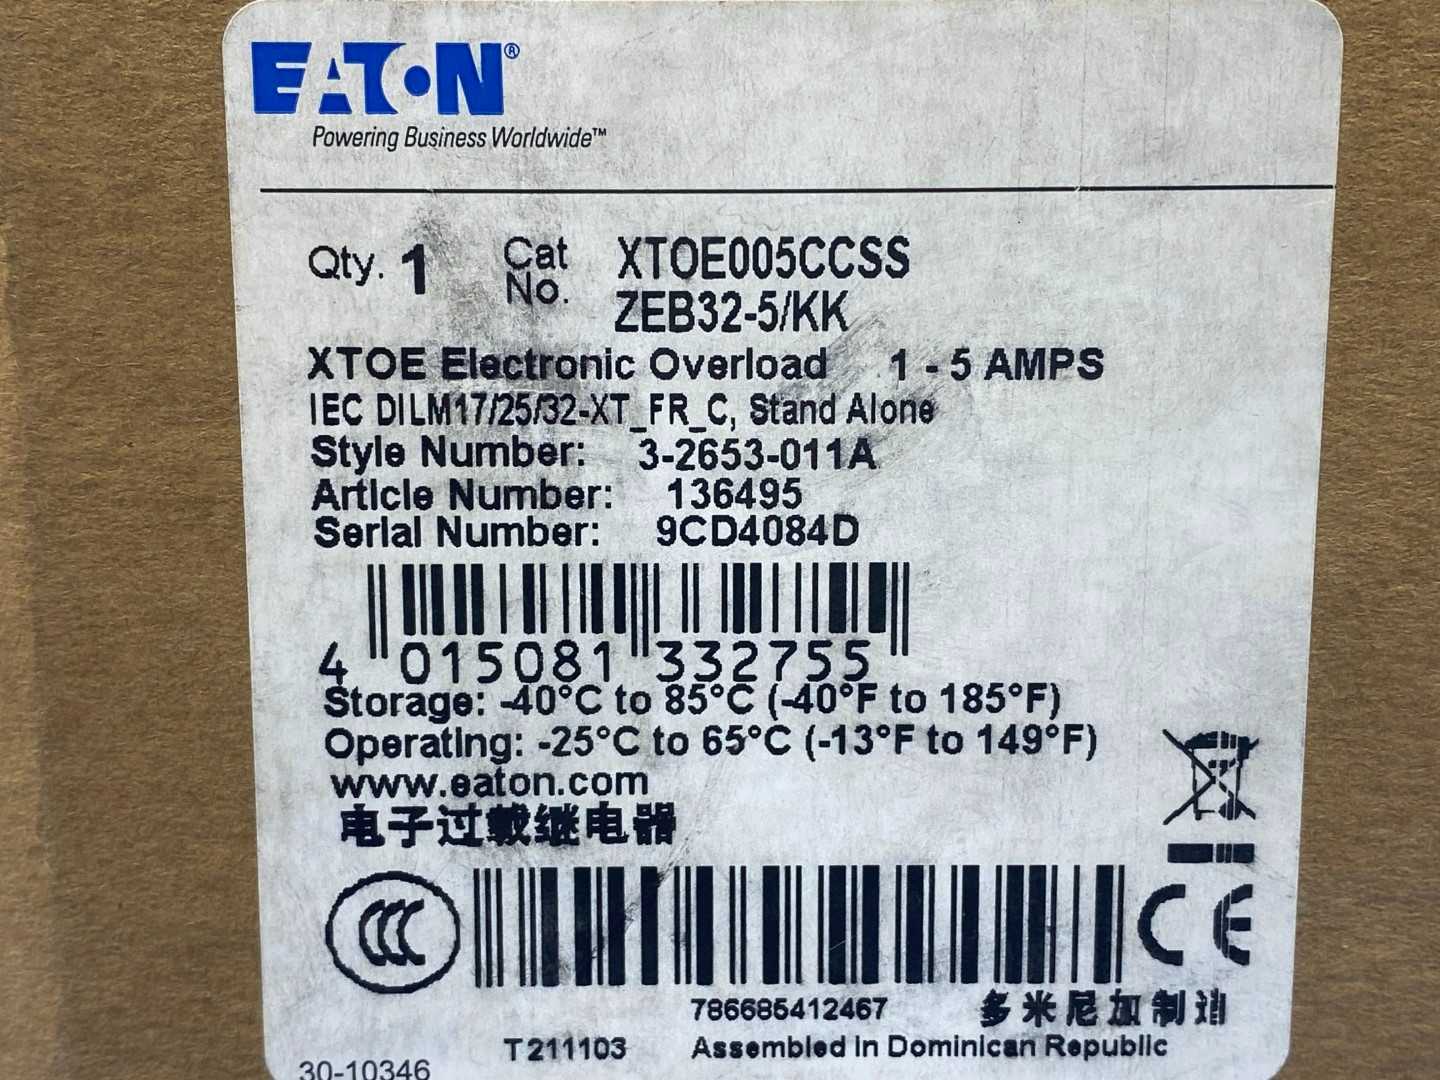 EATON®
Powering Business Worldwide™
Qty. 1 Cat No. XTOE005CCSS
ZEB32-5/KK
XTOE Electronic Overload 1 - 5 AMPS
IEC DILM17/25/32-XT_FR_C, Stand Alone
Style Number: 3-2653-011A
Article Number: 136495
Serial Number: 9CD4084D
4 015081 332755
Storage: -40°C to 85°C (-40°F to 185°F)
Operating: -25°C to 65°C (-13°F to 149°F)
www.eaton.com
电子过载继电器
CCC
CE
786685412467
多米尼加制造
T211103 Assembled in Dominican Republic
30-10346